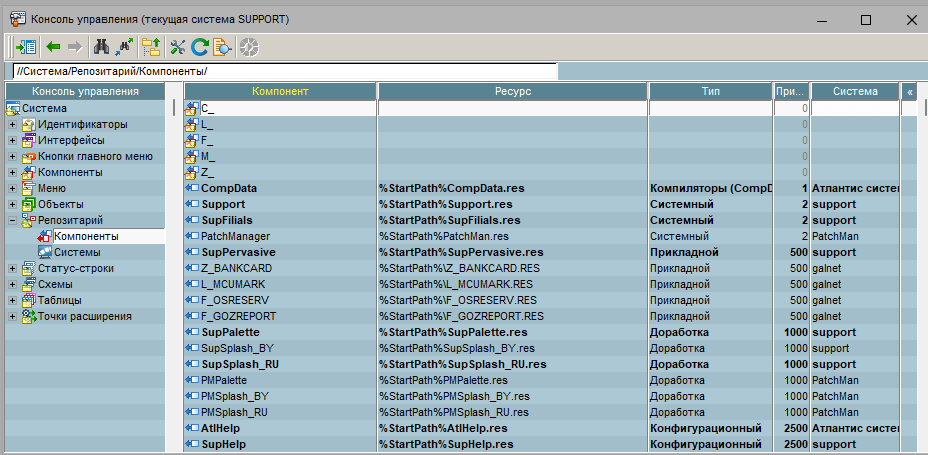 Консоль управления (текущая система SUPPORT)
//Система/Репозитарий/Компоненты/
Консоль управления
Система
Идентификаторы
Интерфейсы
Кнопки главного меню
Компоненты
Меню
Объекты
Репозитарий
Компоненты
Системы
Статус-строки
Схемы
Таблицы
Точки расширения
Компонент Ресурс Тип При... Система «
C_ 0
L_ 0
F_ 0
M_ 0
Z_ 0
CompData %StartPath%CompData.res Компиляторы (CompD 1 Атлантис систем
Support %StartPath%Support.res Системный 2 support
SupFilials %StartPath%SupFilials.res Системный 2 support
PatchManager %StartPath%PatchMan.res Системный 2 PatchMan
SupPervasive %StartPath%SupPervasive.res Прикладной 500 support
Z_BANKCARD %StartPath%\Z_BANKCARD.RES Прикладной 500 galnet
L_MCUMARK %StartPath%\L_MCUMARK.RES Прикладной 500 galnet
F_OSRESERV %StartPath%\F_OSRESERV.RES Прикладной 500 galnet
F_GOZREPORT %StartPath%\F_GOZREPORT.RES Прикладной 500 galnet
SupPalette %StartPath%SupPalette.res Доработка 1000 support
SupSplash_BY %StartPath%SupSplash_BY.res Доработка 1000 support
SupSplash_RU %StartPath%SupSplash_RU.res Доработка 1000 support
PMPalette %StartPath%PMPalette.res Доработка 1000 PatchMan
PMSplash_BY %StartPath%PMSplash_BY.res Доработка 1000 PatchMan
PMSplash_RU %StartPath%PMSplash_RU.res Доработка 1000 PatchMan
AtlHelp %StartPath%AtlHelp.res Конфигурационный 2500 Атлантис систем
SupHelp %StartPath%SupHelp.res Конфигурационный 2500 support